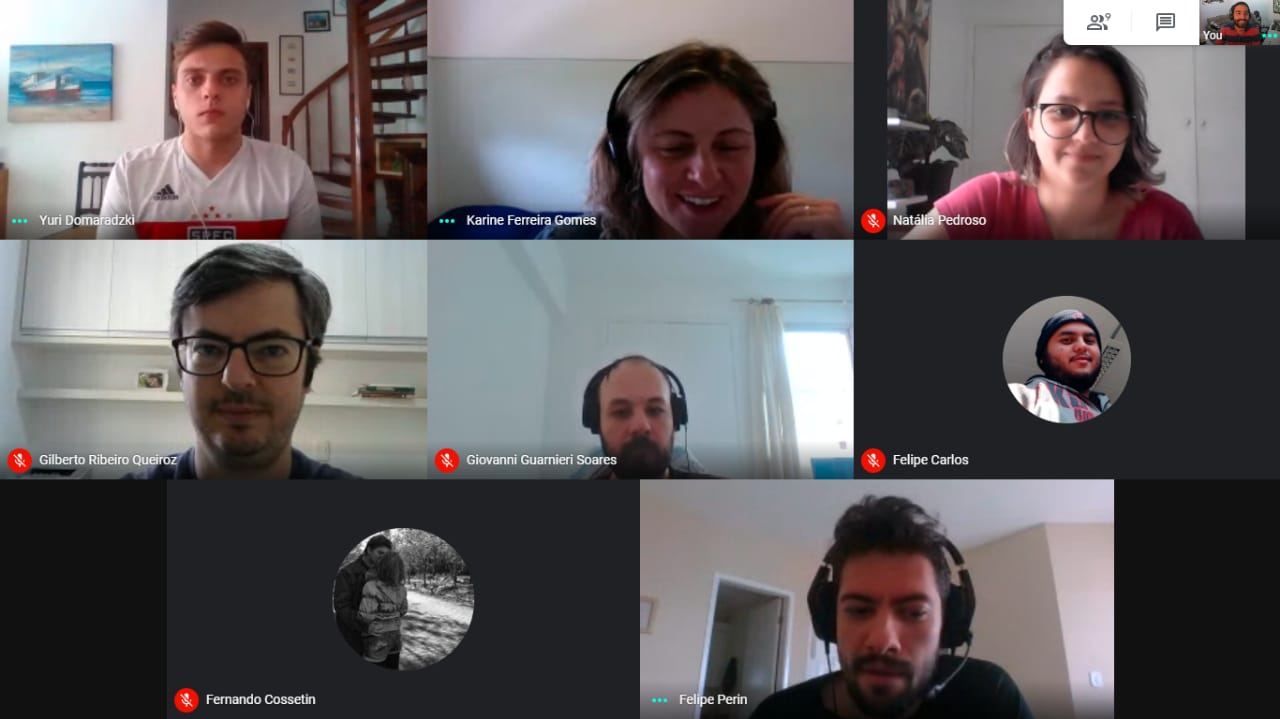 9
You
Yuri Domaradzki
Karine Ferreira Gomes
Natália Pedroso
adidas
SPFC
Gilberto Ribeiro Queiroz
Giovanni Guarnieri Soares
Felipe Carlos
Fernando Cossetin
Felipe Perin